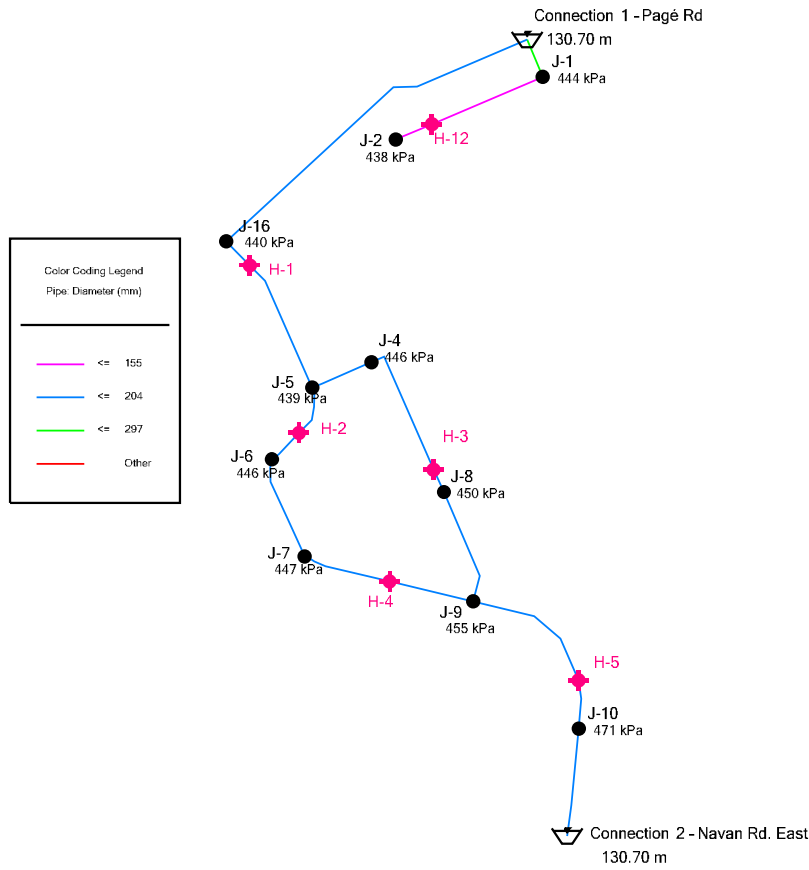 Connection 1 - Pagé Rd
130.70 m
J-1
444 kPa
J-2
438 kPa
H-12
J-16
440 kPa
H-1
Color Coding Legend
Pipe: Diameter (mm)
<= 155
<= 204
<= 297
Other
J-4
446 kPa
J-5
439 kPa
H-2
H-3
J-6
446 kPa
J-8
450 kPa
J-7
447 kPa
H-4
J-9
455 kPa
H-5
J-10
471 kPa
Connection 2 - Navan Rd. East
130.70 m